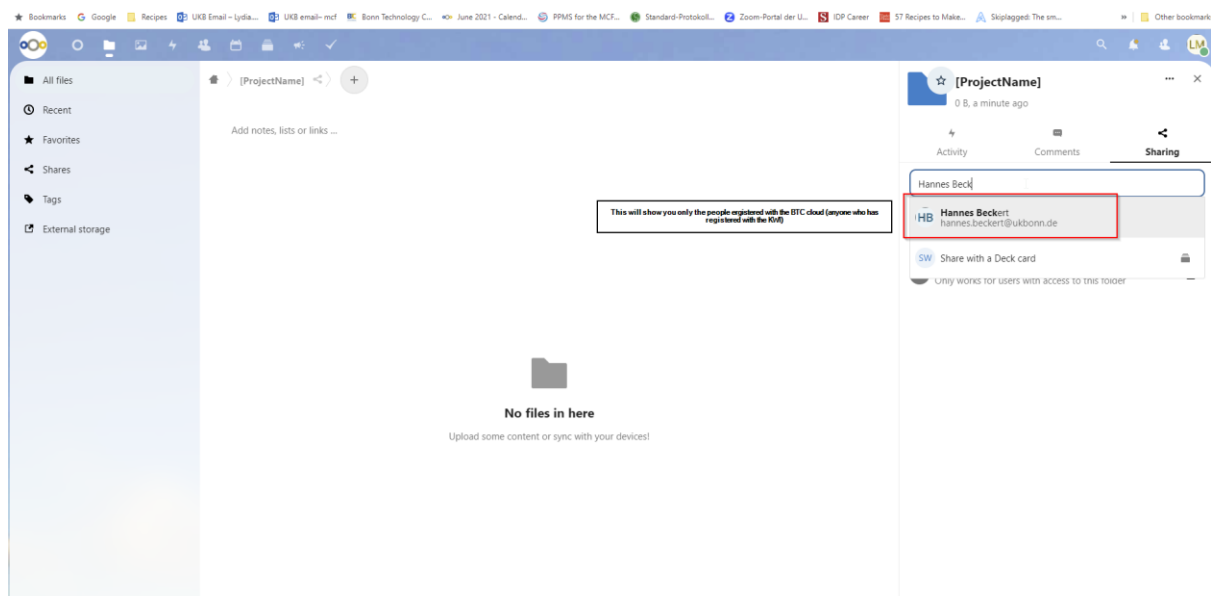 Bookmarks Google Recipes UKB Email – Lydia... UKB email– mcf Bonn Technology C... June 2021 - Calend... PPMS for the MCF... Standard-Protokoll... Zoom-Portal der U... IDP Career 57 Recipes to Make... Skiplagged: The sm... » Other bookmark
LM
All files
[ProjectName]
+
[ProjectName]
...
×
0 B, a minute ago
Recent
Add notes, lists or links ...
Favorites
Activity Comments Sharing
Shares
Hannes Beck
Tags
This will show you only the people ergistered with the BTC cloud (anyone who has
registered with the
HB Hannes Beckert
hannes.beckert@ukbonn.de
External storage
SW Share with a Deck card
Only works for users with access to this folder
No files in here
Upload some content or sync with your devices!